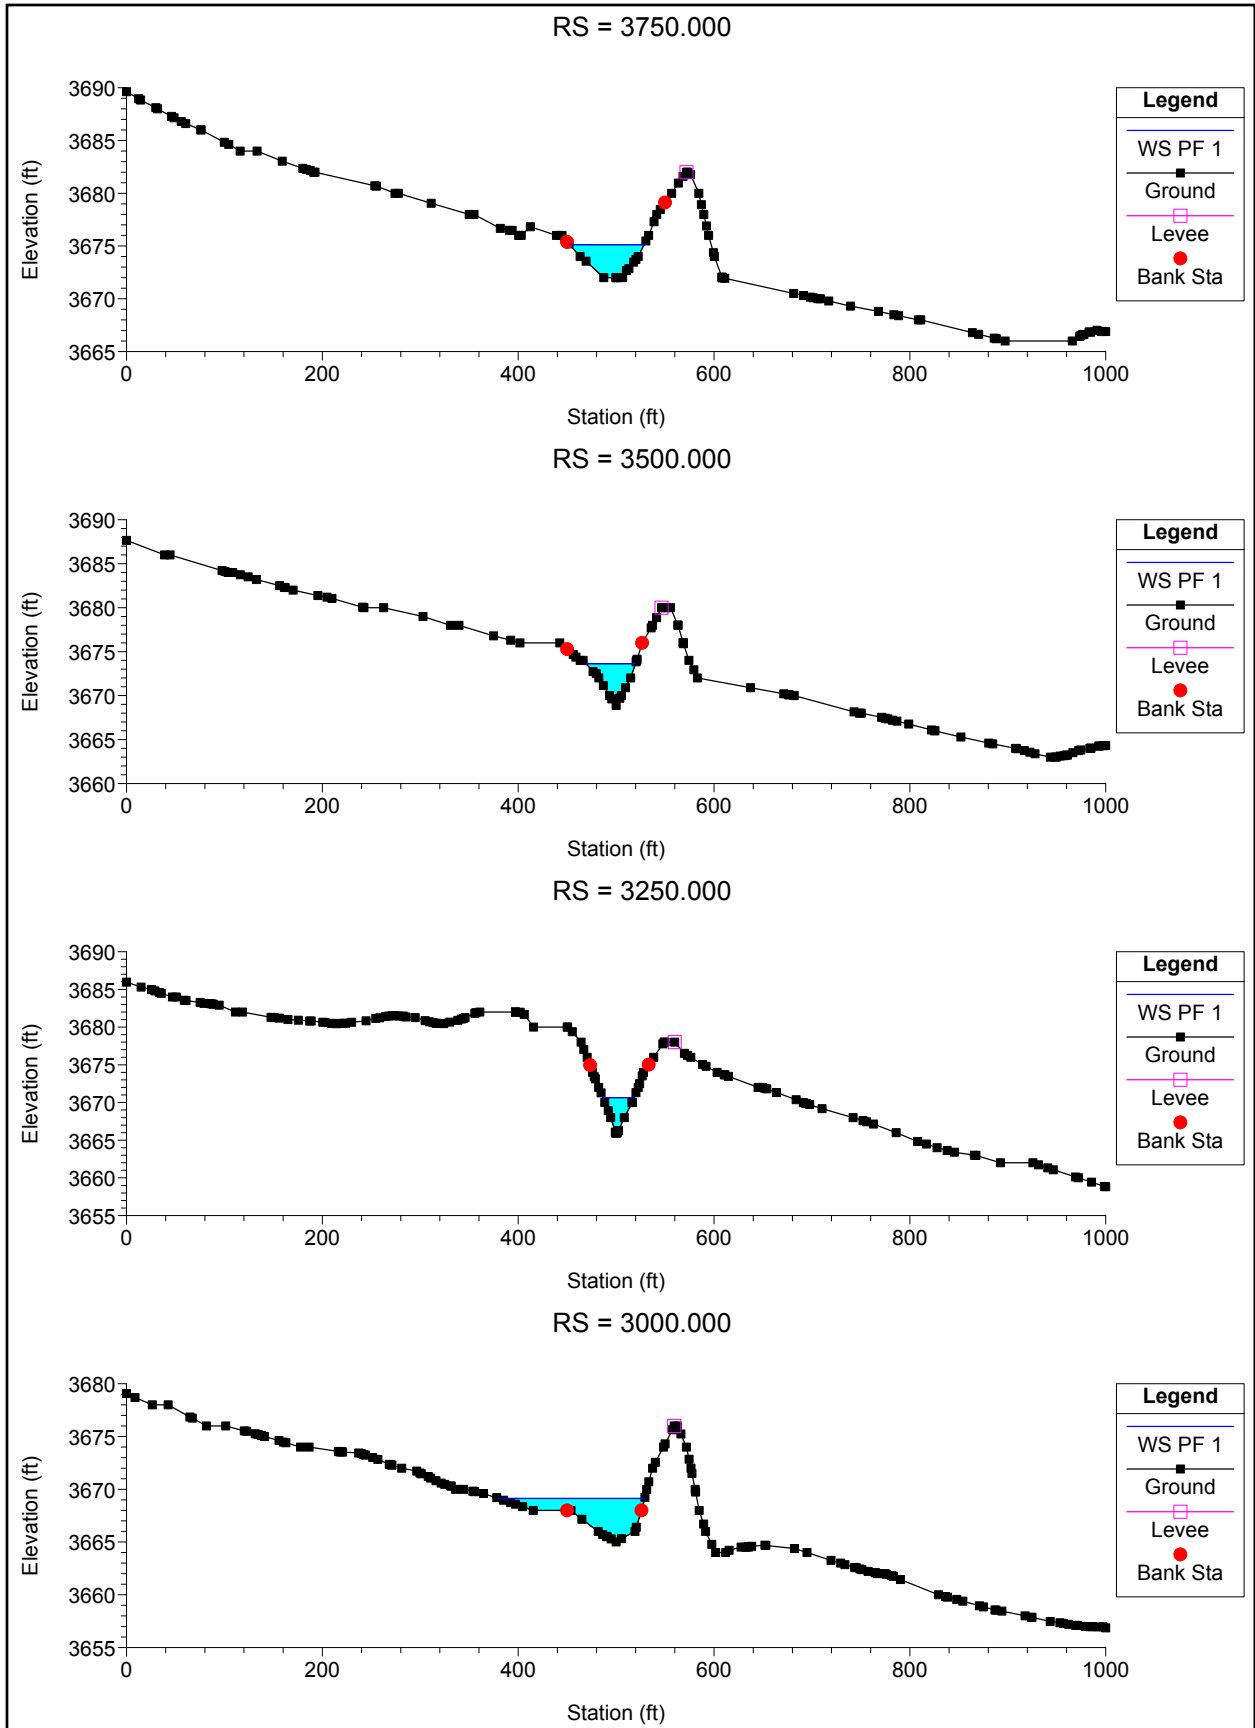 RS = 3750.000
3690
3685
3680
3675
3670
3665
Elevation (ft)
0 200 400 600 800 1000
Station (ft)
Legend
WS PF 1
Ground
Levee
Bank Sta
RS = 3500.000
3690
3685
3680
3675
3670
3665
3660
Elevation (ft)
0 200 400 600 800 1000
Station (ft)
Legend
WS PF 1
Ground
Levee
Bank Sta
RS = 3250.000
3690
3685
3680
3675
3670
3665
3660
3655
Elevation (ft)
0 200 400 600 800 1000
Station (ft)
Legend
WS PF 1
Ground
Levee
Bank Sta
RS = 3000.000
3680
3675
3670
3665
3660
3655
Elevation (ft)
0 200 400 600 800 1000
Station (ft)
Legend
WS PF 1
Ground
Levee
Bank Sta